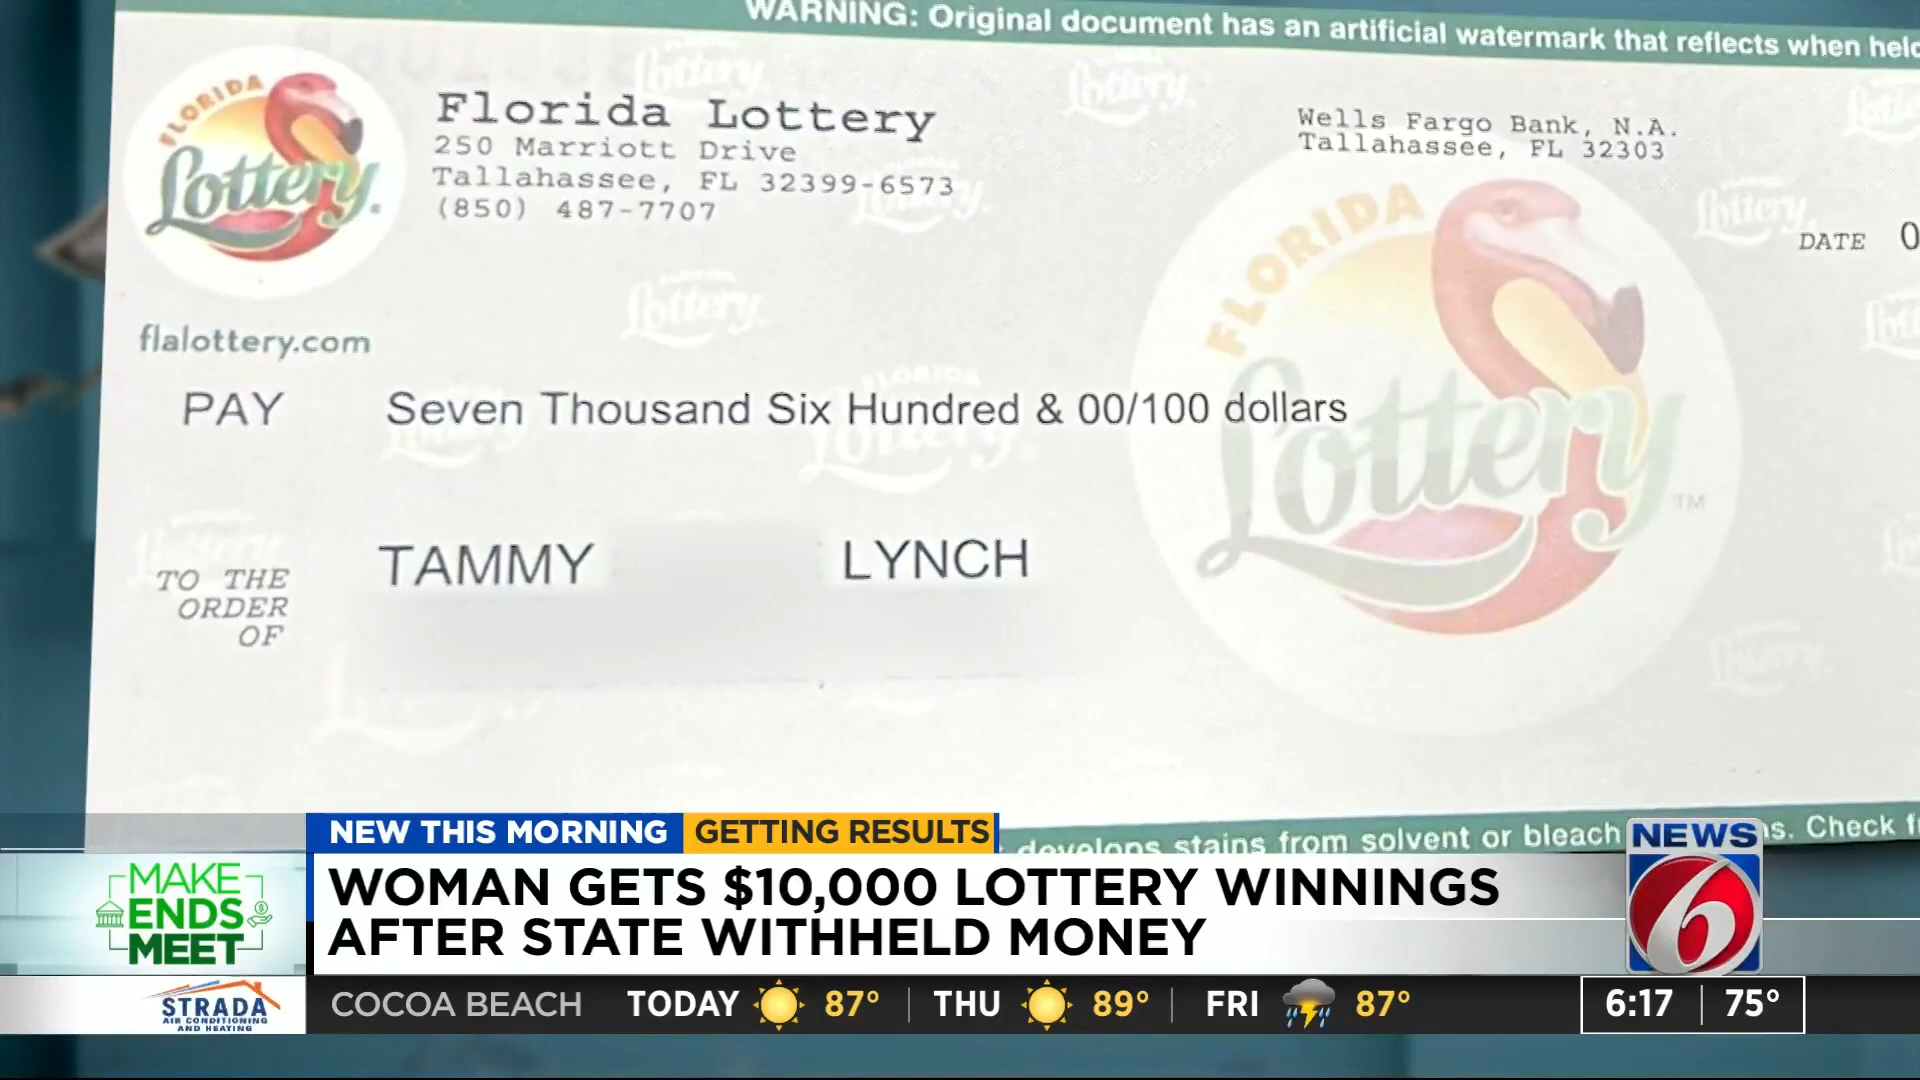 WARNING: Original document has an artificial watermark that reflects when held
FLORIDA
Lottery
Florida Lottery
250 Marriott Drive
Tallahassee, FL 32399-6573
(850) 487-7707
Wells Fargo Bank, N.A.
Tallahassee, FL 32303
DATE 0
flalottery.com
FLORIDA
Lottery™
PAY Seven Thousand Six Hundred & 00/100 dollars
TO THE
ORDER
OF
TAMMY LYNCH
develops stains from solvent or bleach
s. Check
NEW THIS MORNING GETTING RESULTS
WOMAN GETS $10,000 LOTTERY WINNINGS
AFTER STATE WITHHELD MONEY
MAKE
ENDS
MEET
NEWS
6
STRADA
AIR CONDITIONING
AND HEATING
COCOA BEACH TODAY 87° THU 89° FRI 87°
6:17 75°